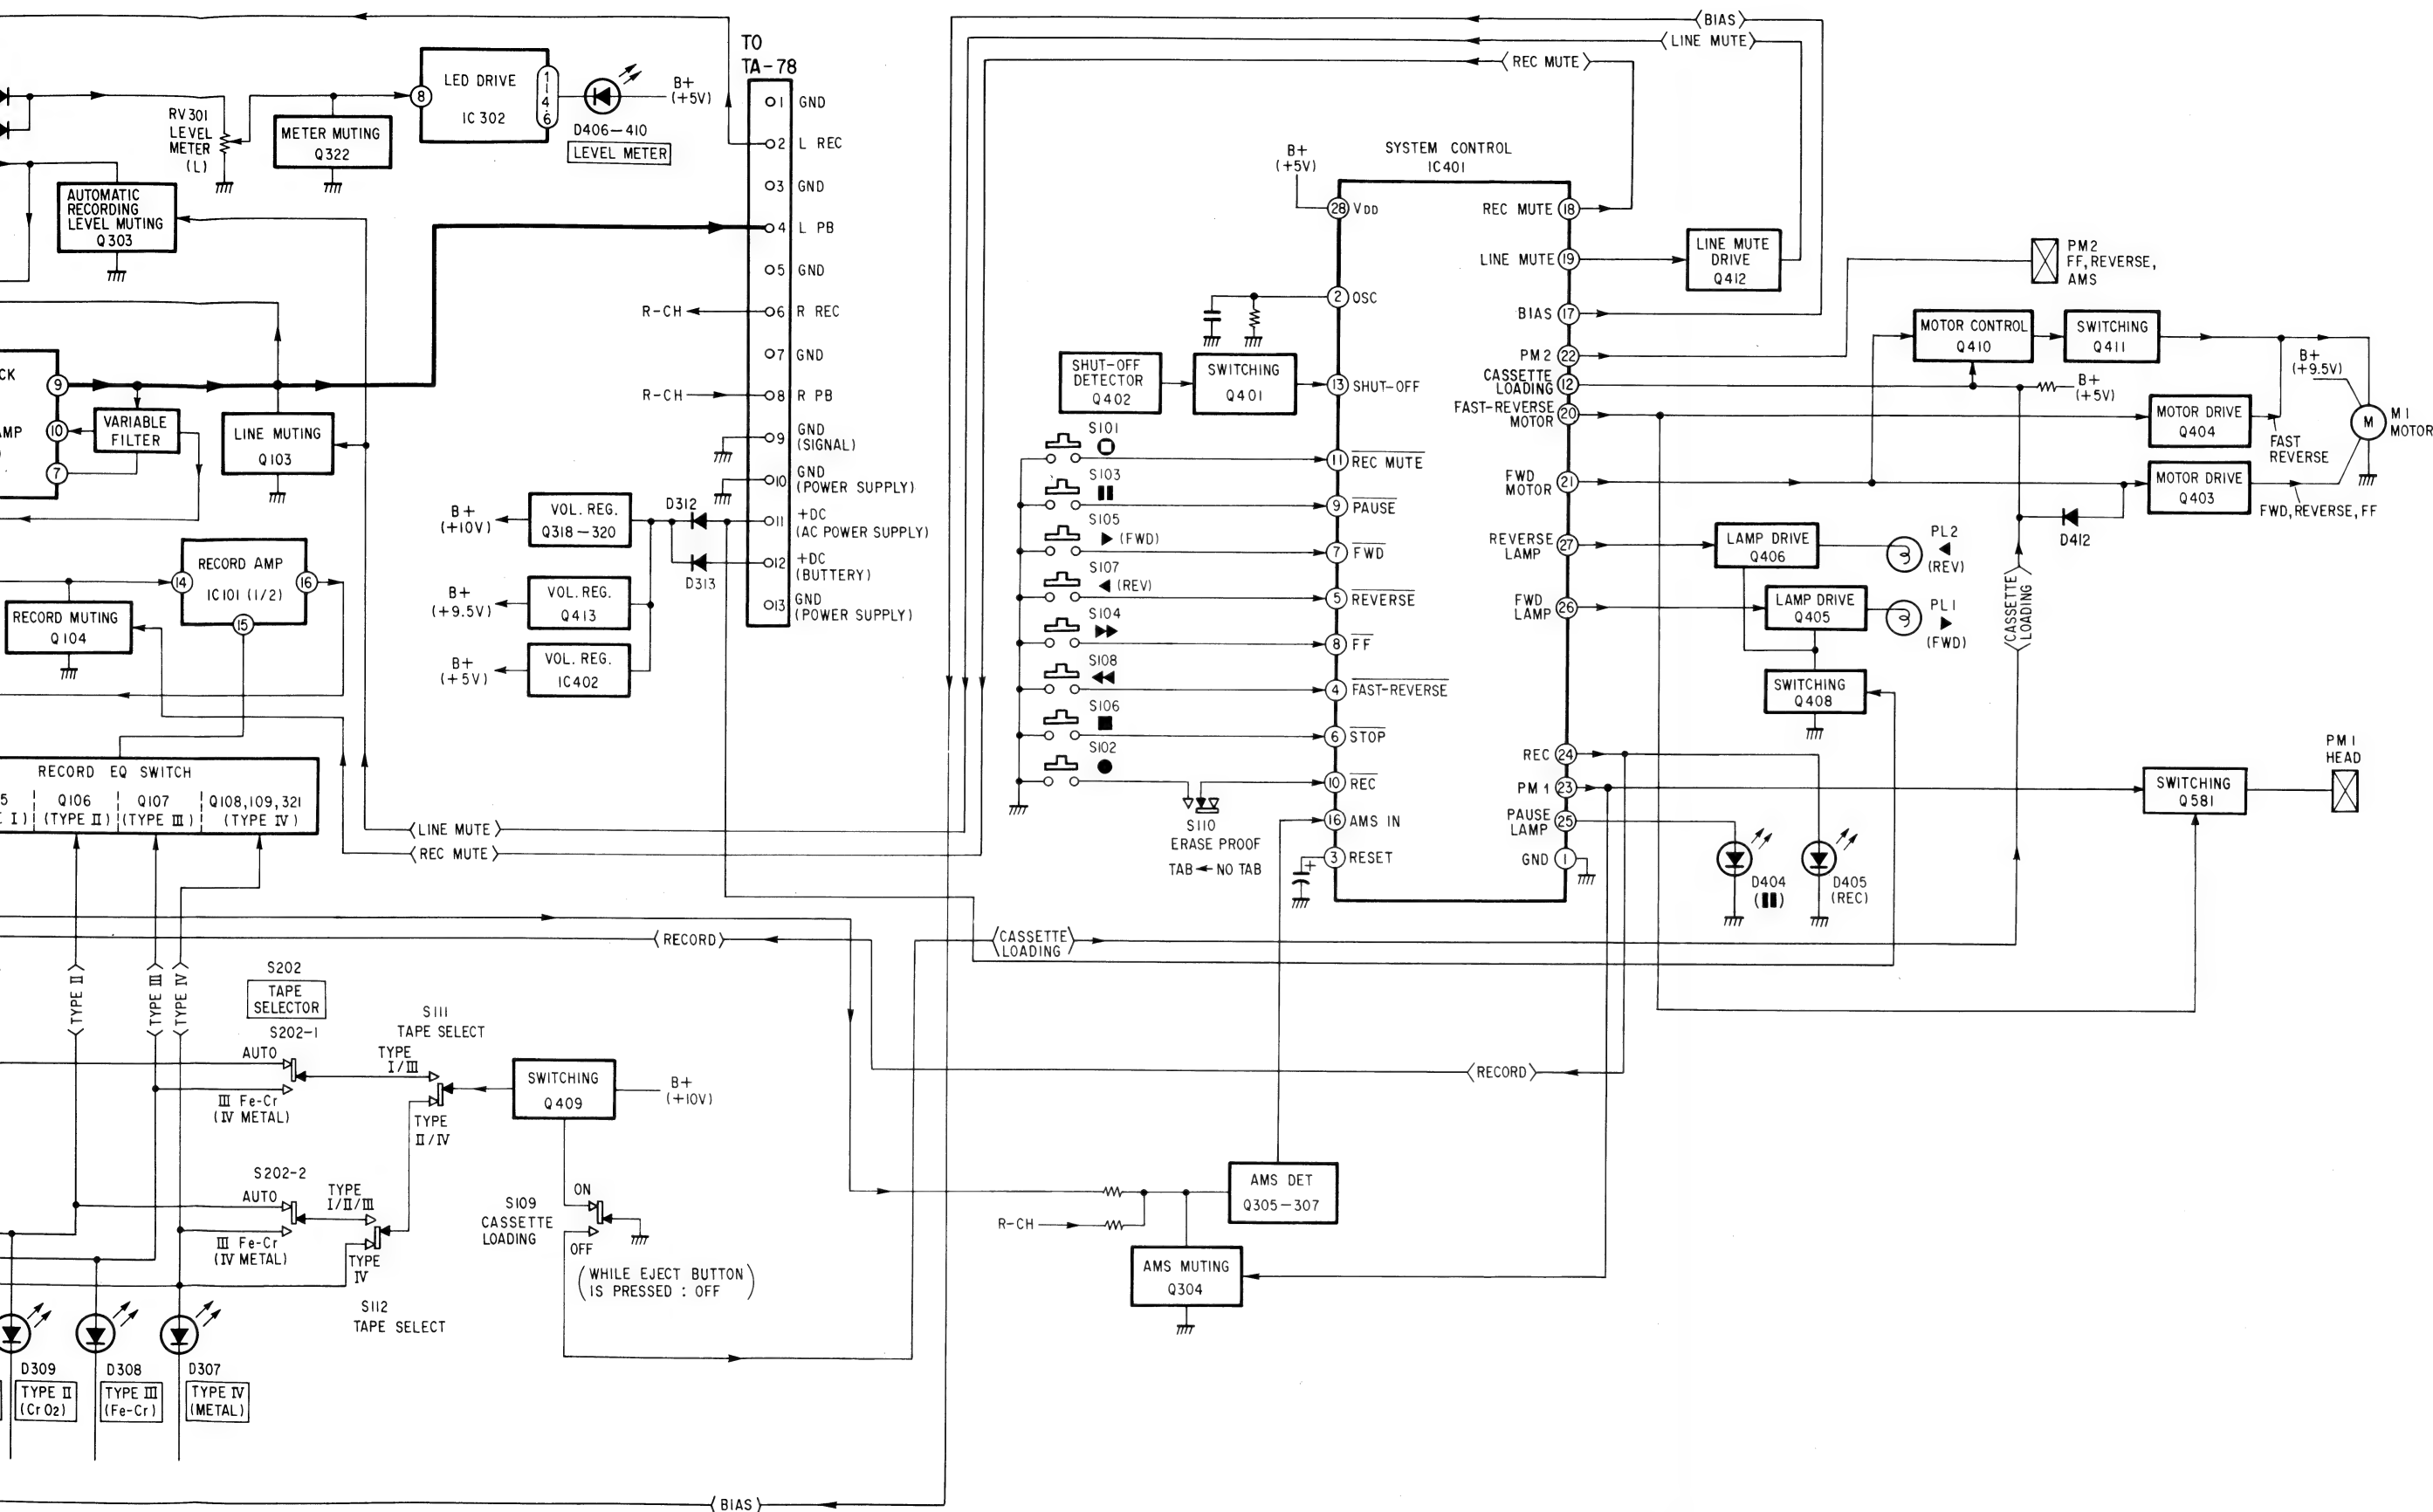 BIAS
LINE MUTE
REC MUTE
TO
TA-78
LED DRIVE
IC 302
8
1
4
6
B+
(+5V)
D406-410
LEVEL METER
RV301
LEVEL
METER
(L)
METER MUTING
Q322
AUTOMATIC
RECORDING
LEVEL MUTING
Q303
1 GND
2 L REC
3 GND
4 L PB
5 GND
6 R REC
7 GND
8 R PB
9 GND
(SIGNAL)
10 GND
(POWER SUPPLY)
11 +DC
(AC POWER SUPPLY)
12 +DC
(BUTTERY)
13 GND
(POWER SUPPLY)
R-CH
R-CH
CK
AMP
9
10
7
VARIABLE
FILTER
LINE MUTING
Q103
D312
D313
B+
(+10V)
VOL. REG.
Q318-320
B+
(+9.5V)
VOL. REG.
Q413
B+
(+5V)
VOL. REG.
IC402
RECORD AMP
IC101 (1/2)
14
16
15
RECORD MUTING
Q104
RECORD EQ SWITCH
5
I)
Q106
(TYPE II)
Q107
(TYPE III)
Q108,109,321
(TYPE IV)
LINE MUTE
REC MUTE
SYSTEM CONTROL
IC401
B+
(+5V)
28 VDD
2 OSC
13 SHUT-OFF
11 REC MUTE
9 PAUSE
7 FWD
5 REVERSE
8 FF
4 FAST-REVERSE
6 STOP
10 REC
16 AMS IN
3 RESET
+
REC MUTE 18
LINE MUTE 19
BIAS 17
PM2 22
CASSETTE
LOADING 12
FAST-REVERSE
MOTOR 20
FWD
MOTOR 21
REVERSE
LAMP 27
FWD
LAMP 26
REC 24
PM 1 23
PAUSE
LAMP 25
GND 1
SHUT-OFF
DETECTOR
Q402
SWITCHING
Q401
S101
S103
S105
▶ (FWD)
S107
◀ (REV)
S104
▶▶
S108
◀◀
S106
■
S102
●
S110
ERASE PROOF
TAB ← NO TAB
LINE MUTE
DRIVE
Q412
PM2
FF, REVERSE,
AMS
MOTOR CONTROL
Q410
SWITCHING
Q411
B+
(+9.5V)
B+
(+5V)
MOTOR DRIVE
Q404
FAST
REVERSE
M
M1
MOTOR
MOTOR DRIVE
Q403
FWD, REVERSE, FF
D412
LAMP DRIVE
Q406
PL2
◀
(REV)
LAMP DRIVE
Q405
PL1
▶
(FWD)
CASSETTE
LOADING
SWITCHING
Q408
PM 1
HEAD
SWITCHING
Q581
D404
(▮▮)
D405
(REC)
RECORD
CASSETTE
LOADING
RECORD
TYPE II
TYPE III
TYPE IV
S202
TAPE
SELECTOR
S202-1
AUTO
III Fe-Cr
(IV METAL)
S111
TAPE SELECT
TYPE
I/III
TYPE
II/IV
SWITCHING
Q409
B+
(+10V)
S202-2
AUTO
TYPE
I/II/III
III Fe-Cr
(IV METAL)
TYPE
IV
S112
TAPE SELECT
S109
CASSETTE
LOADING
ON
OFF
(WHILE EJECT BUTTON
IS PRESSED : OFF)
R-CH
AMS DET
Q305-307
AMS MUTING
Q304
D309
TYPE II
(CrO2)
D308
TYPE III
(Fe-Cr)
D307
TYPE IV
(METAL)
BIAS